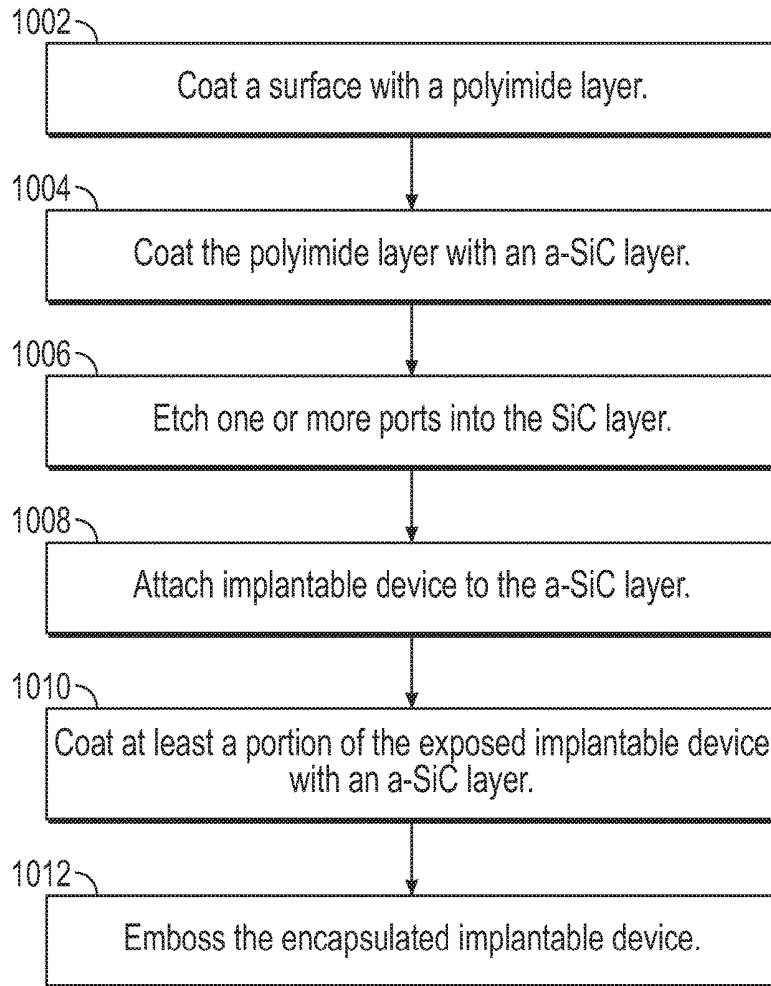 1002
Coat a surface with a polyimide layer.
1004
Coat the polyimide layer with an a-SiC layer.
1006
Etch one or more ports into the SiC layer.
1008
Attach implantable device to the a-SiC layer.
1010
Coat at least a portion of the exposed implantable device
with an a-SiC layer.
1012
Emboss the encapsulated implantable device.